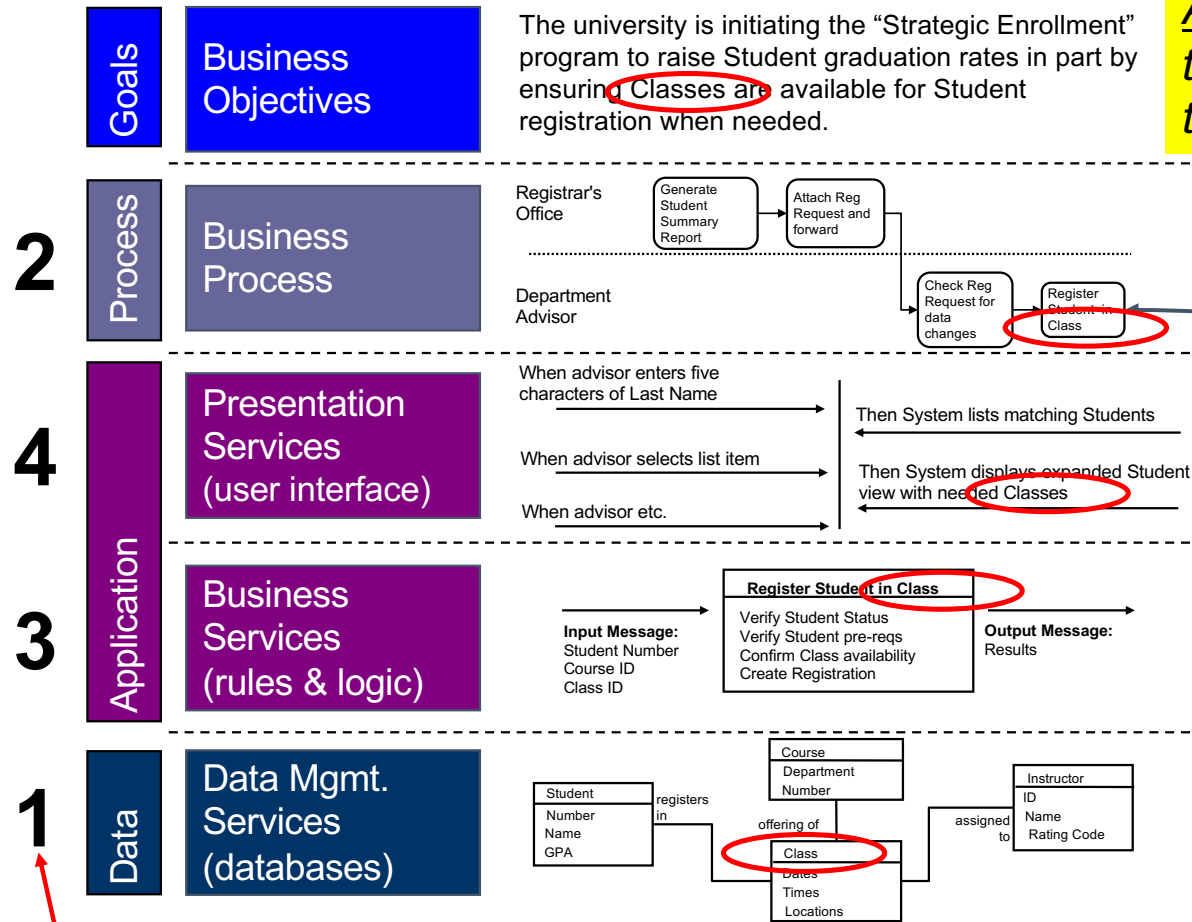 Goals
Business
Objectives
The university is initiating the “Strategic Enrollment”
program to raise Student graduation rates in part by
ensuring Classes are available for Student
registration when needed.
2
Process
Business
Process
Registrar's
Office
Generate
Student
Summary
Report
Attach Reg
Request and
forward
Department
Advisor
Check Reg
Request for
data
changes
Register
Student in
Class
4
Application
Presentation
Services
(user interface)
When advisor enters five
characters of Last Name
Then System lists matching Students
When advisor selects list item
Then System displays expanded Student
view with needed Classes
When advisor etc.
3
Business
Services
(rules & logic)
Input Message:
Student Number
Course ID
Class ID
Register Student in Class
Verify Student Status
Verify Student pre-reqs
Confirm Class availability
Create Registration
Output Message:
Results
1
Data
Data Mgmt.
Services
(databases)
Student
Number
Name
GPA
registers
in
Course
Department
Number
offering of
Class
Dates
Times
Locations
assigned
to
Instructor
ID
Name
Rating Code